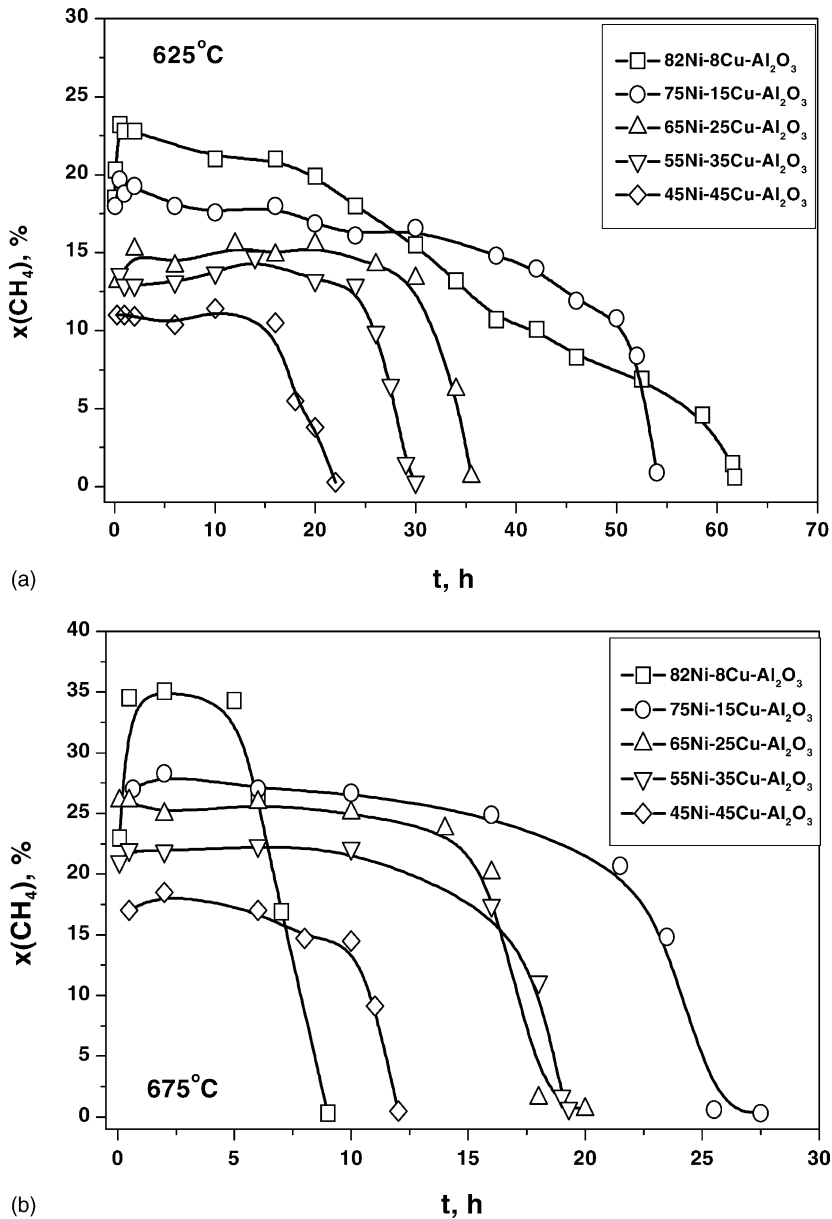 30
25
20
15
10
5
0
x(CH₄), %
625°C
82Ni-8Cu-Al₂O₃
75Ni-15Cu-Al₂O₃
65Ni-25Cu-Al₂O₃
55Ni-35Cu-Al₂O₃
45Ni-45Cu-Al₂O₃
0 10 20 30 40 50 60 70
t, h
(a)
40
35
30
25
20
15
10
5
0
x(CH₄), %
82Ni-8Cu-Al₂O₃
75Ni-15Cu-Al₂O₃
65Ni-25Cu-Al₂O₃
55Ni-35Cu-Al₂O₃
45Ni-45Cu-Al₂O₃
675°C
0 5 10 15 20 25 30
t, h
(b)